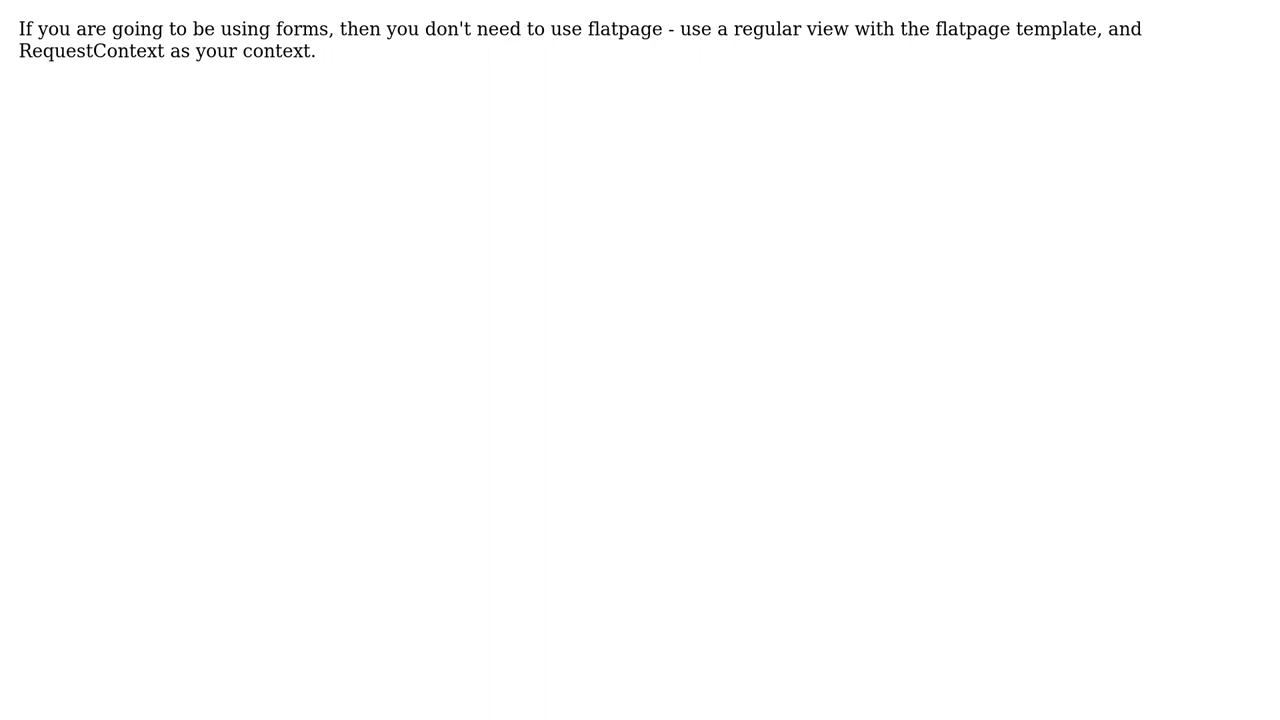 If you are going to be using forms, then you don't need to use flatpage - use a regular view with the flatpage template, and
RequestContext as your context.